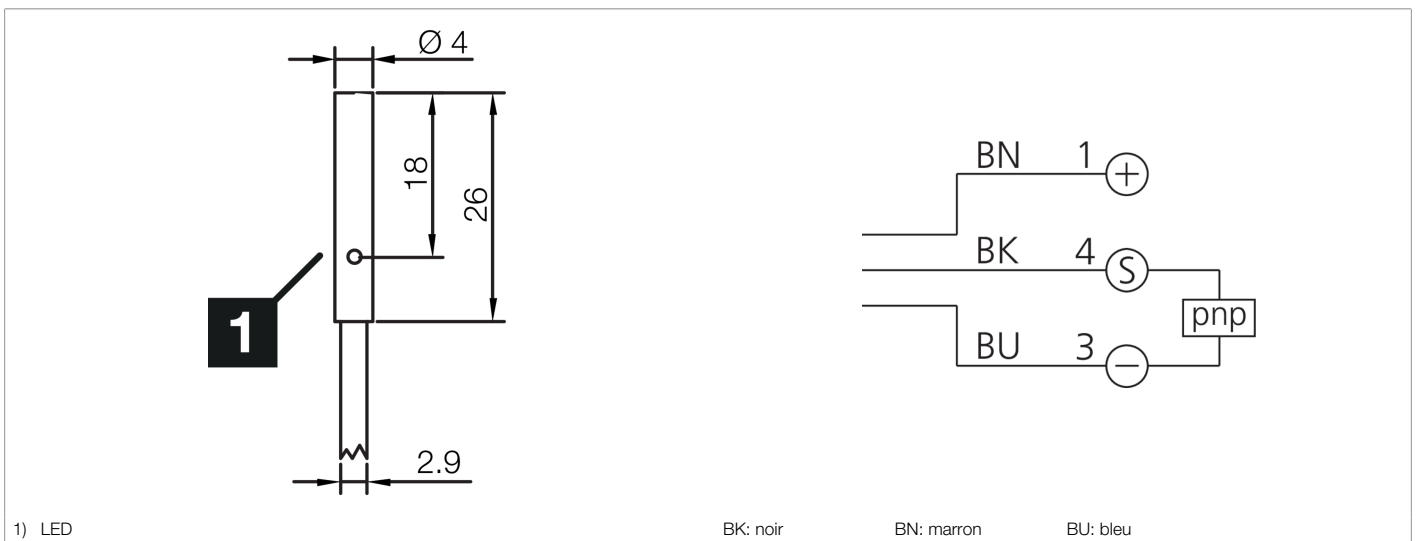 Ø 4
18
26
1
2.9
BN 1 +
BK 4 S
pnp
BU 3 −
1) LED
BK: noir BN: marron BU: bleu